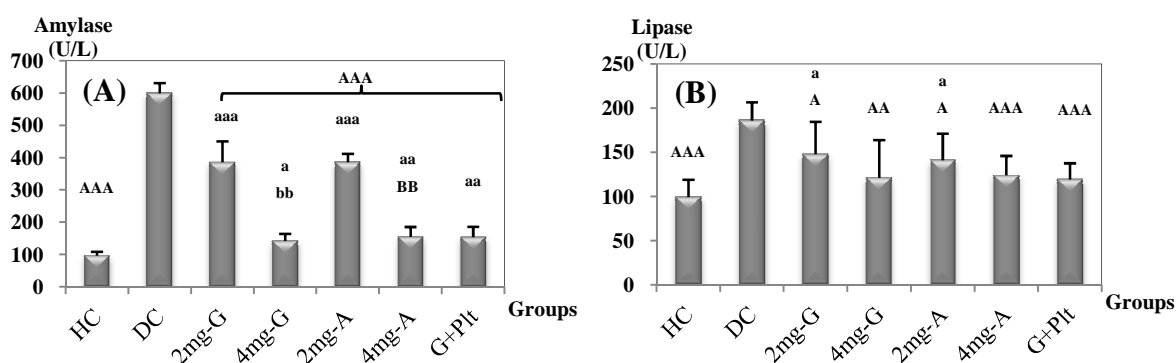 Amylase
(U/L)
700
600
500
400
300
200
100
0
(A)
AAA
AAA
aaa
a
bb
aaa
aa
BB
aa
HC
DC
2mg-G
4mg-G
2mg-A
4mg-A
G+Plt
Groups
Lipase
(U/L)
250
200
150
100
50
0
(B)
AAA
a
A
AA
a
A
AAA
AAA
HC
DC
2mg-G
4mg-G
2mg-A
4mg-A
G+Plt
Groups